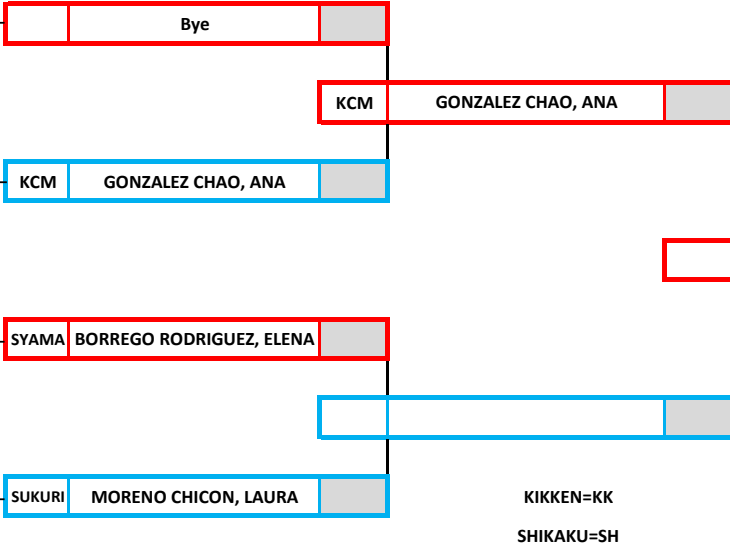 Bye
KCM GONZALEZ CHAO, ANA
KCM GONZALEZ CHAO, ANA
SYAMA BORREGO RODRIGUEZ, ELENA
SUKURI MORENO CHICON, LAURA
KIKKEN=KK
SHIKAKU=SH